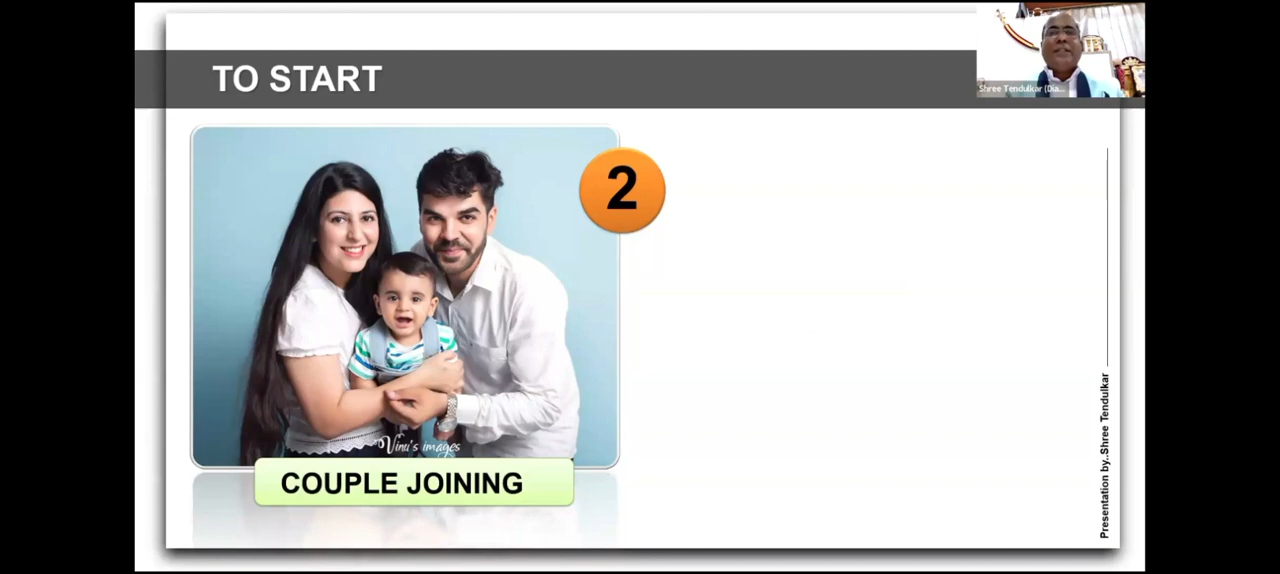 TO START
Shree Tendulkar (Dia...
2
Vinu's images
COUPLE JOINING
Presentation by..Shree Tendulkar